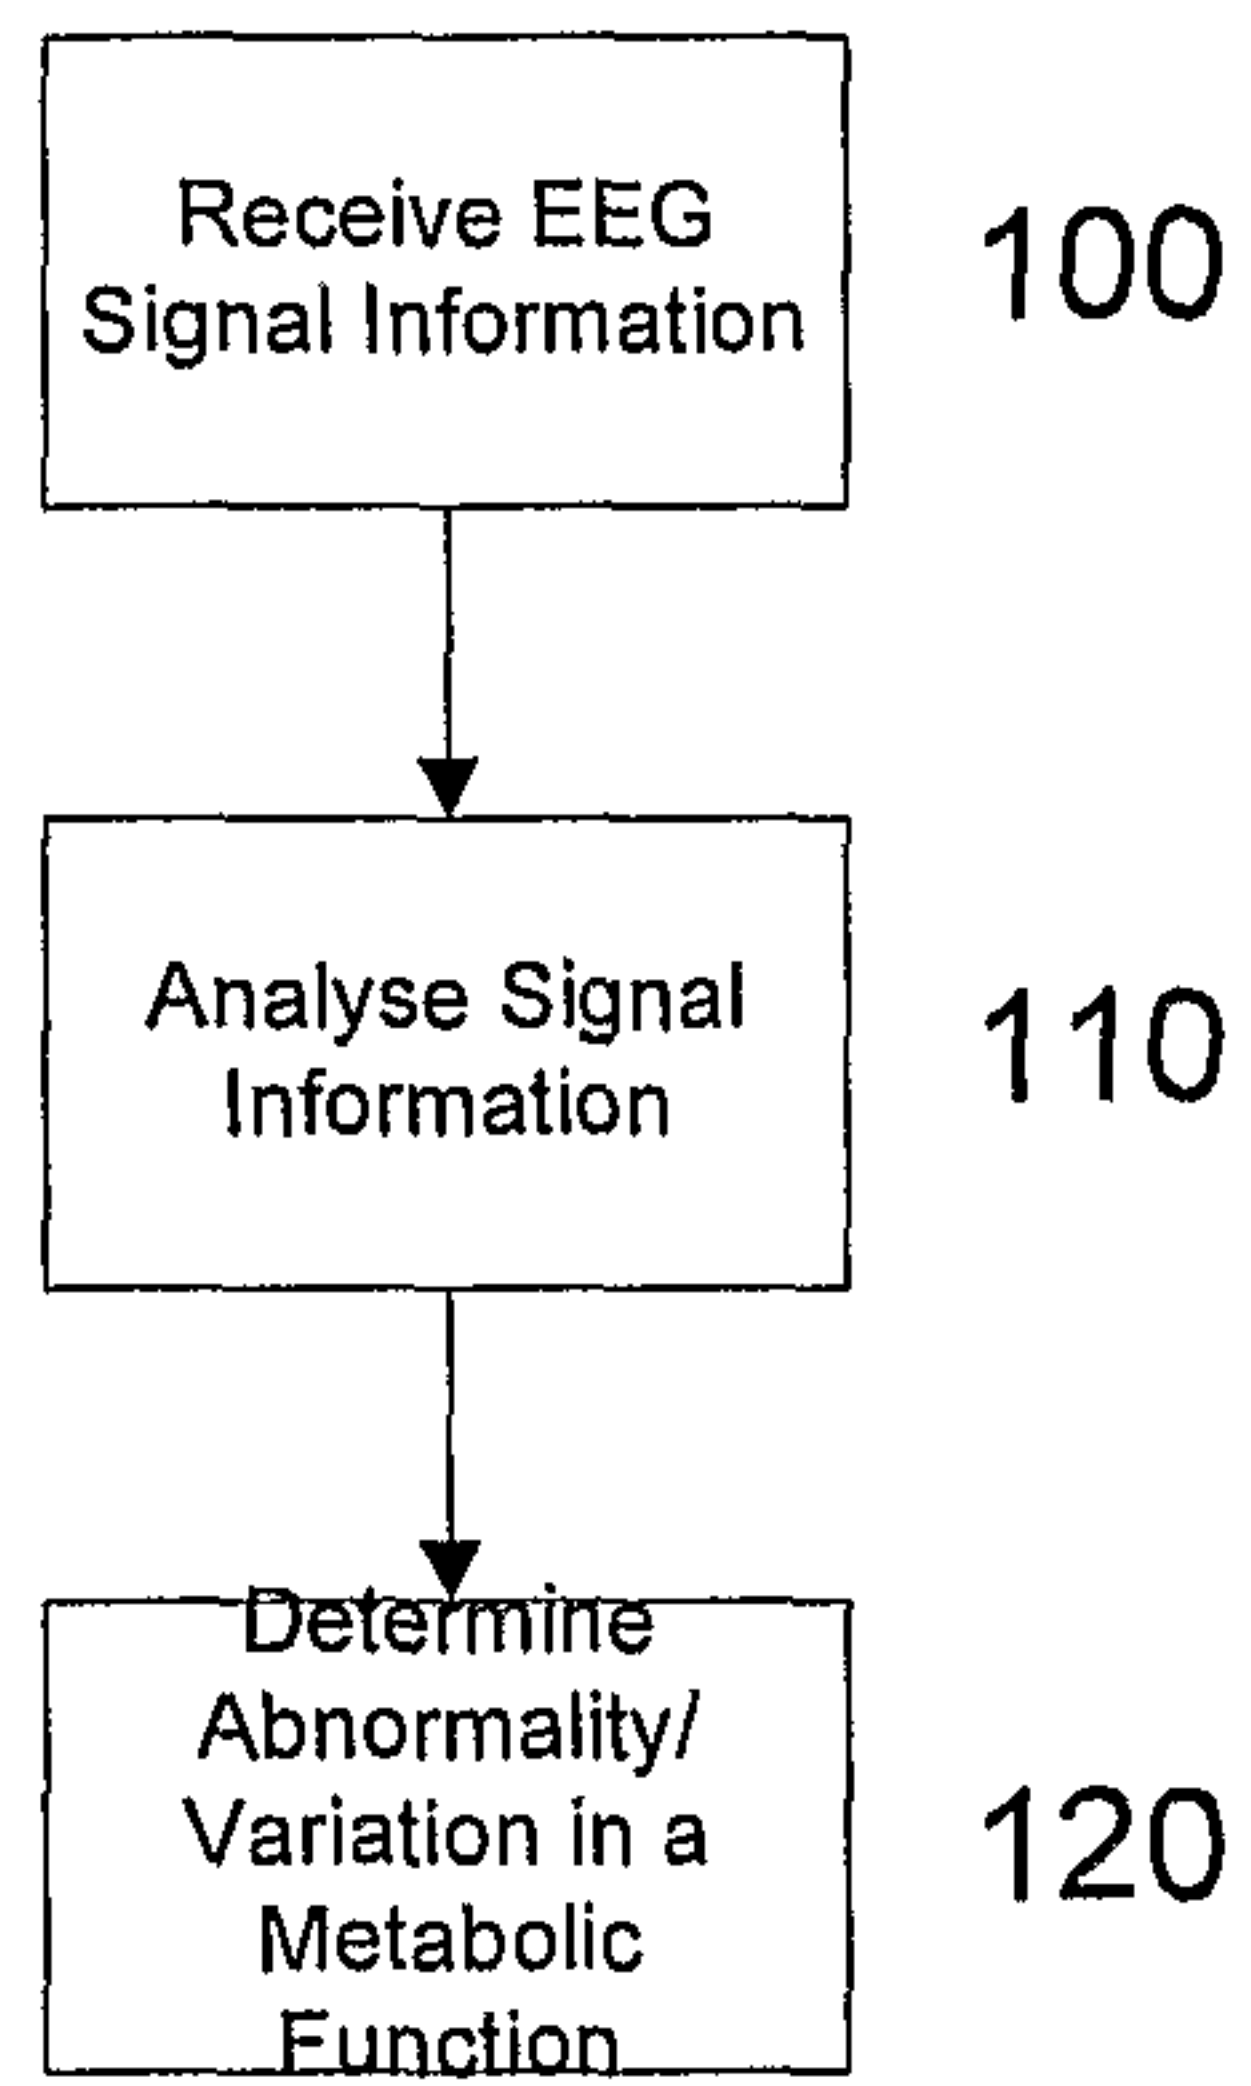 Receive EEG
Signal Information
100
Analyse Signal
Information
110
Determine
Abnormality/
Variation in a
Metabolic
Function
120